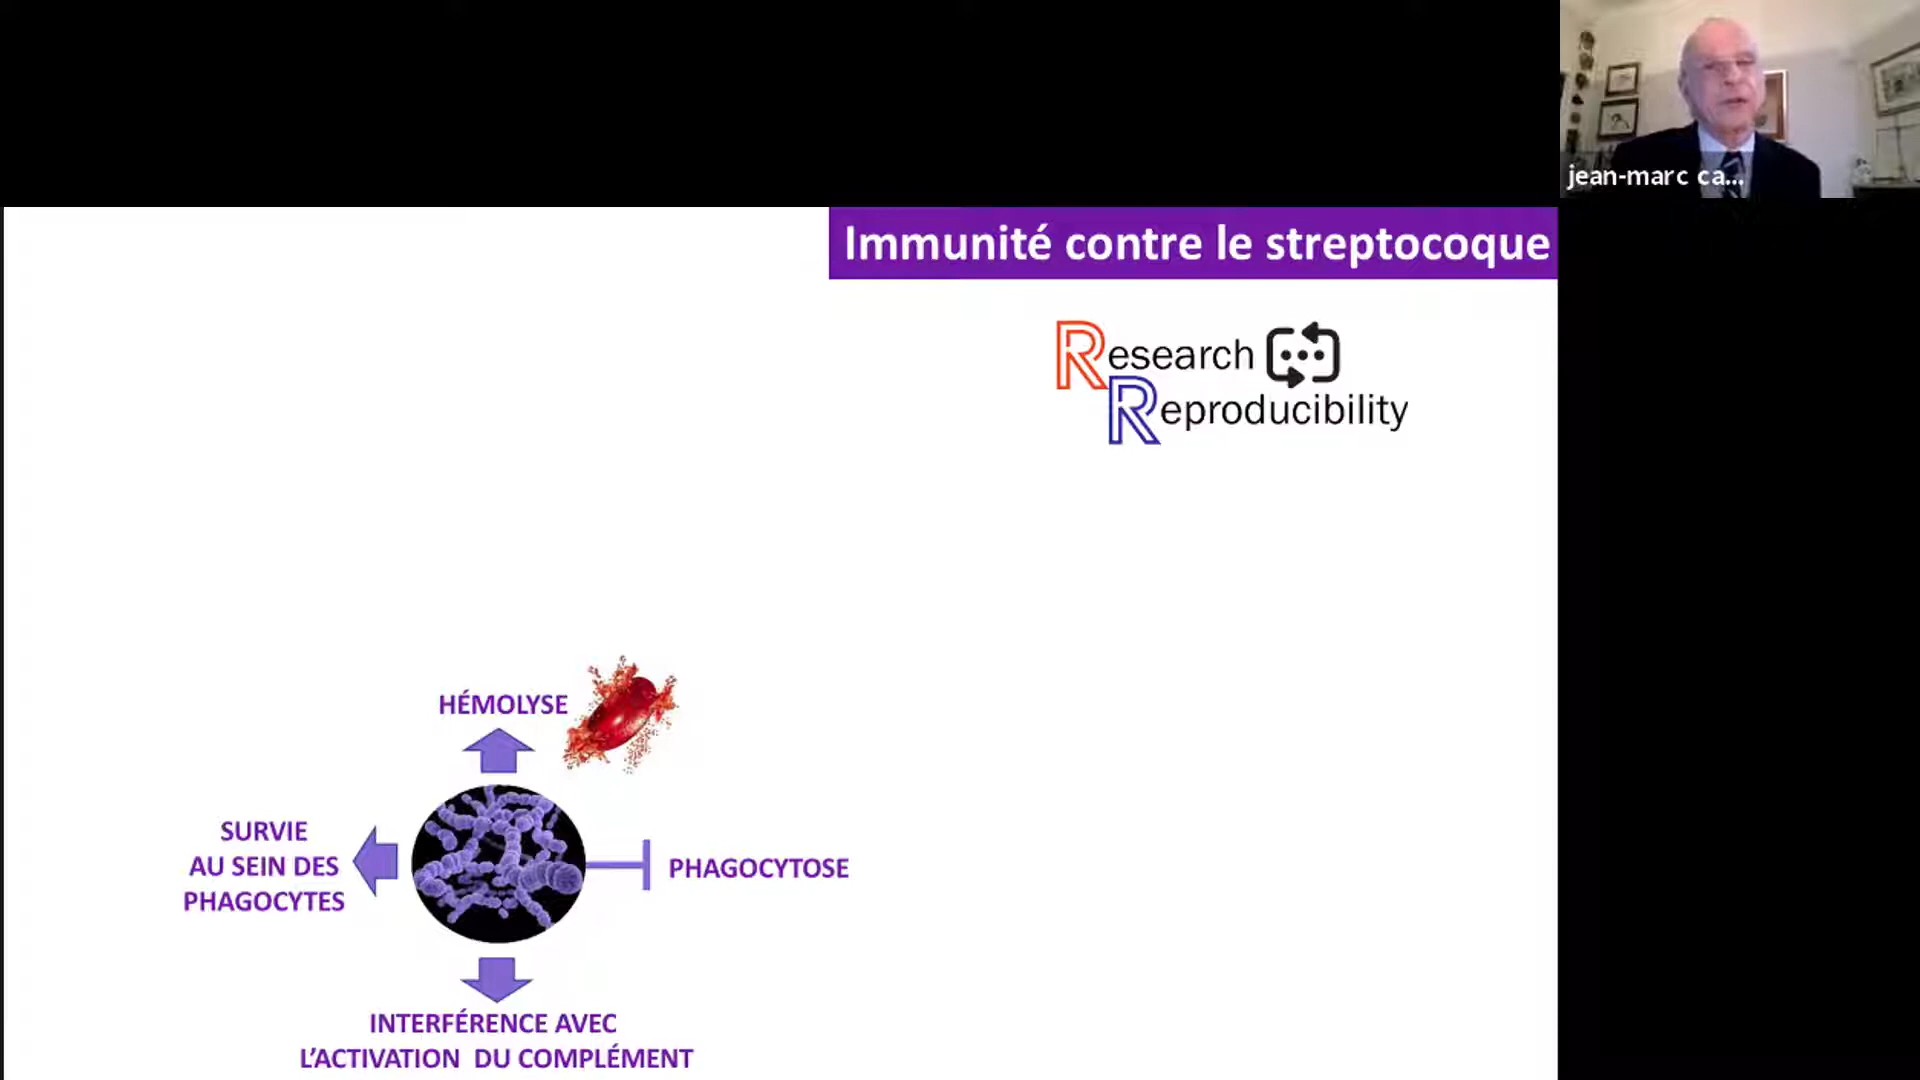 jean-marc ca...
Immunité contre le streptocoque
Research
Reproducibility
HÉMOLYSE
SURVIE
AU SEIN DES
PHAGOCYTES
PHAGOCYTOSE
INTERFÉRENCE AVEC
L'ACTIVATION DU COMPLÉMENT